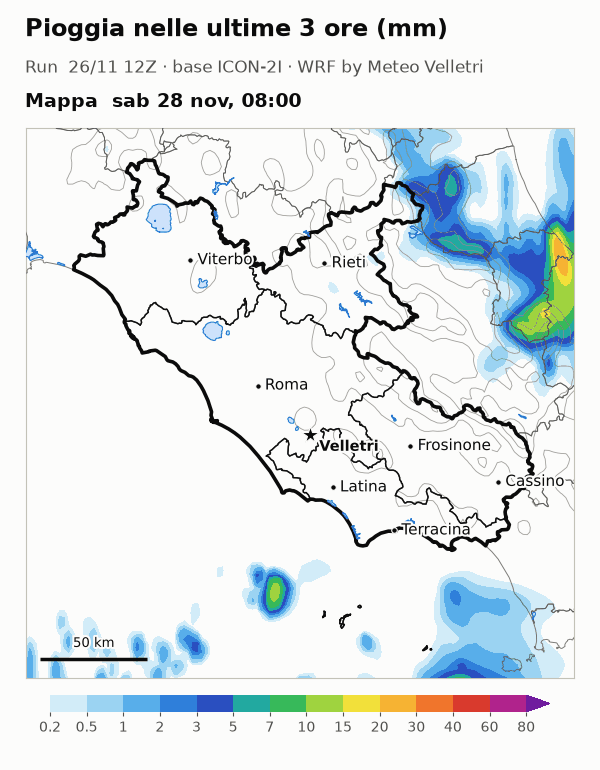 Pioggia nelle ultime 3 ore (mm)
Run  26/11 12Z · base ICON-2I · WRF by Meteo Velletri
Mappa  sab 28 nov, 08:00
Viterbo
Rieti
Roma
Velletri
Frosinone
Latina
Cassino
Terracina
50 km
0.2 0.5 1 2 3 5 7 10 15 20 30 40 60 80